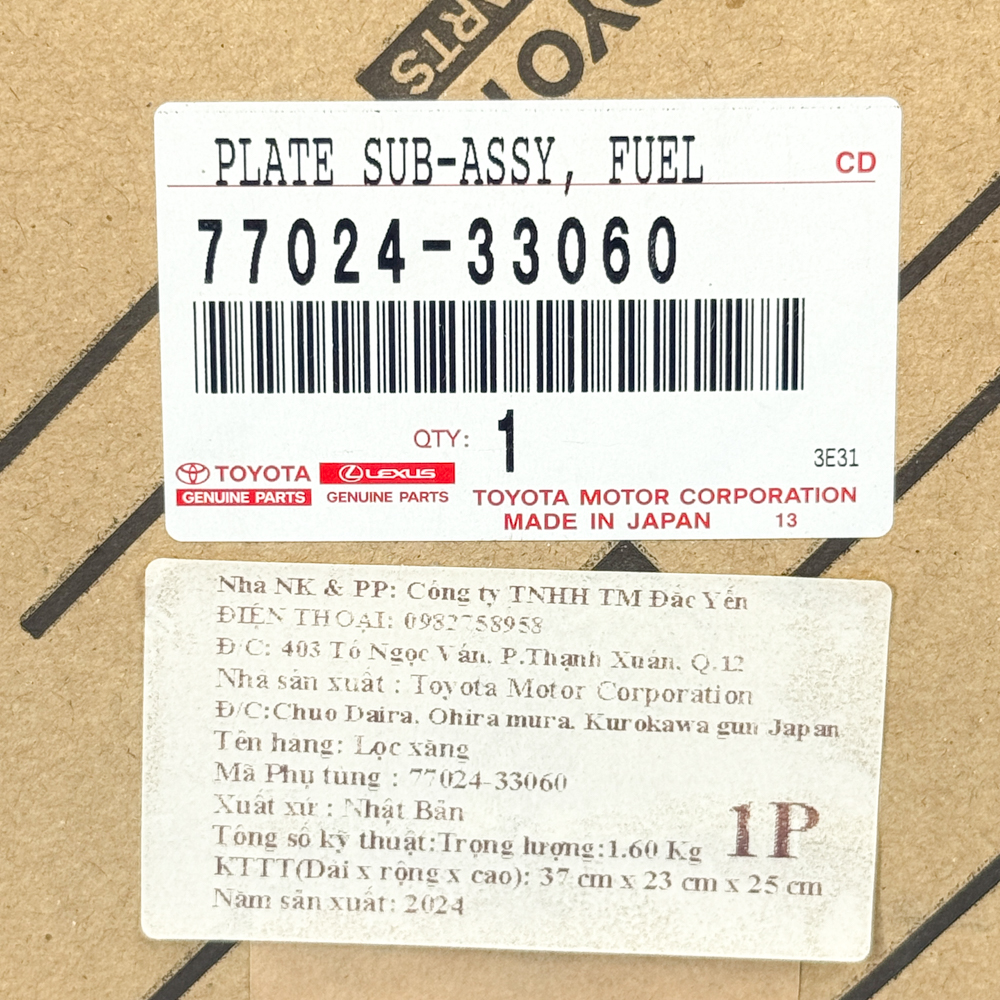 PARTS
TOYO
PLATE SUB-ASSY, FUEL
CD
77024-33060
QTY: 1
3E31
TOYOTA
GENUINE PARTS
LEXUS
GENUINE PARTS
TOYOTA MOTOR CORPORATION
MADE IN JAPAN 13
Nhà NK & PP: Công ty TNHH TM Đắc Yến
ĐIỆN THOẠI: 0982758958
Đ/C: 403 Tô Ngọc Vân. P.Thạnh Xuân. Q.12
Nhà sản xuất : Toyota Motor Corporation
Đ/C:Chuo Daira. Ohira mura. Kurokawa gun Japan
Tên hàng: Lọc xăng
Mã Phụ tùng : 77024-33060
Xuất xứ : Nhật Bản
1P
Tông số kỹ thuật:Trọng lượng:1.60 Kg
KTTT(Dài x rộng x cao): 37 cm x 23 cm x 25 cm
Năm sản xuất: 2024